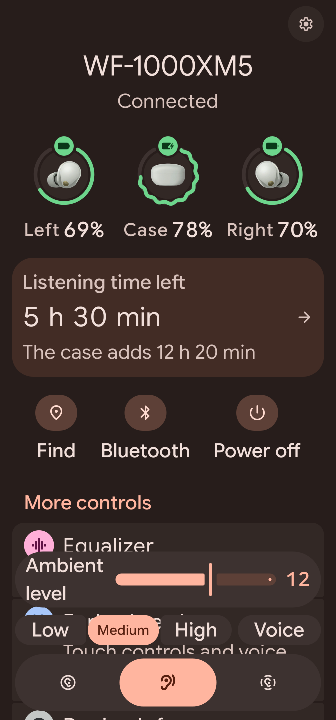 WF-1000XM5
Connected
Left 69% Case 78% Right 70%
Listening time left
5 h 30 min
The case adds 12 h 20 min
Find Bluetooth Power off
More controls
Equalizer
Ambient
level
12
Low Medium High Voice
Touch controls and voice